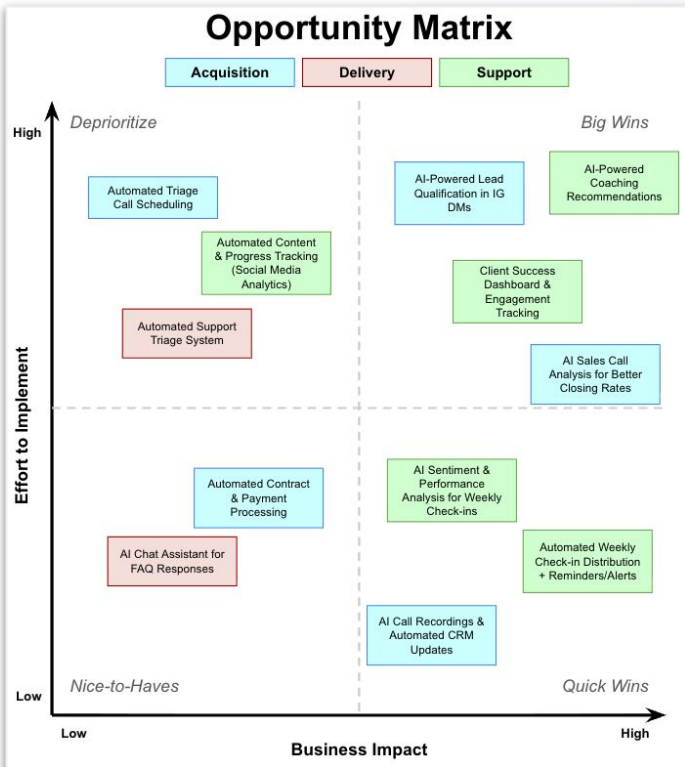 Opportunity Matrix
Acquisition
Delivery
Support
High
Deprioritize
Big Wins
Automated Triage
Call Scheduling
AI-Powered Lead
Qualification in IG
DMs
AI-Powered
Coaching
Recommendations
Automated Content
& Progress Tracking
(Social Media
Analytics)
Client Success
Dashboard &
Engagement
Tracking
Automated Support
Triage System
AI Sales Call
Analysis for Better
Closing Rates
Effort to Implement
Automated Contract
& Payment
Processing
AI Sentiment &
Performance
Analysis for Weekly
Check-ins
AI Chat Assistant for
FAQ Responses
Automated Weekly
Check-in Distribution
+ Reminders/Alerts
AI Call Recordings &
Automated CRM
Updates
Nice-to-Haves
Quick Wins
Low
Low
High
Business Impact